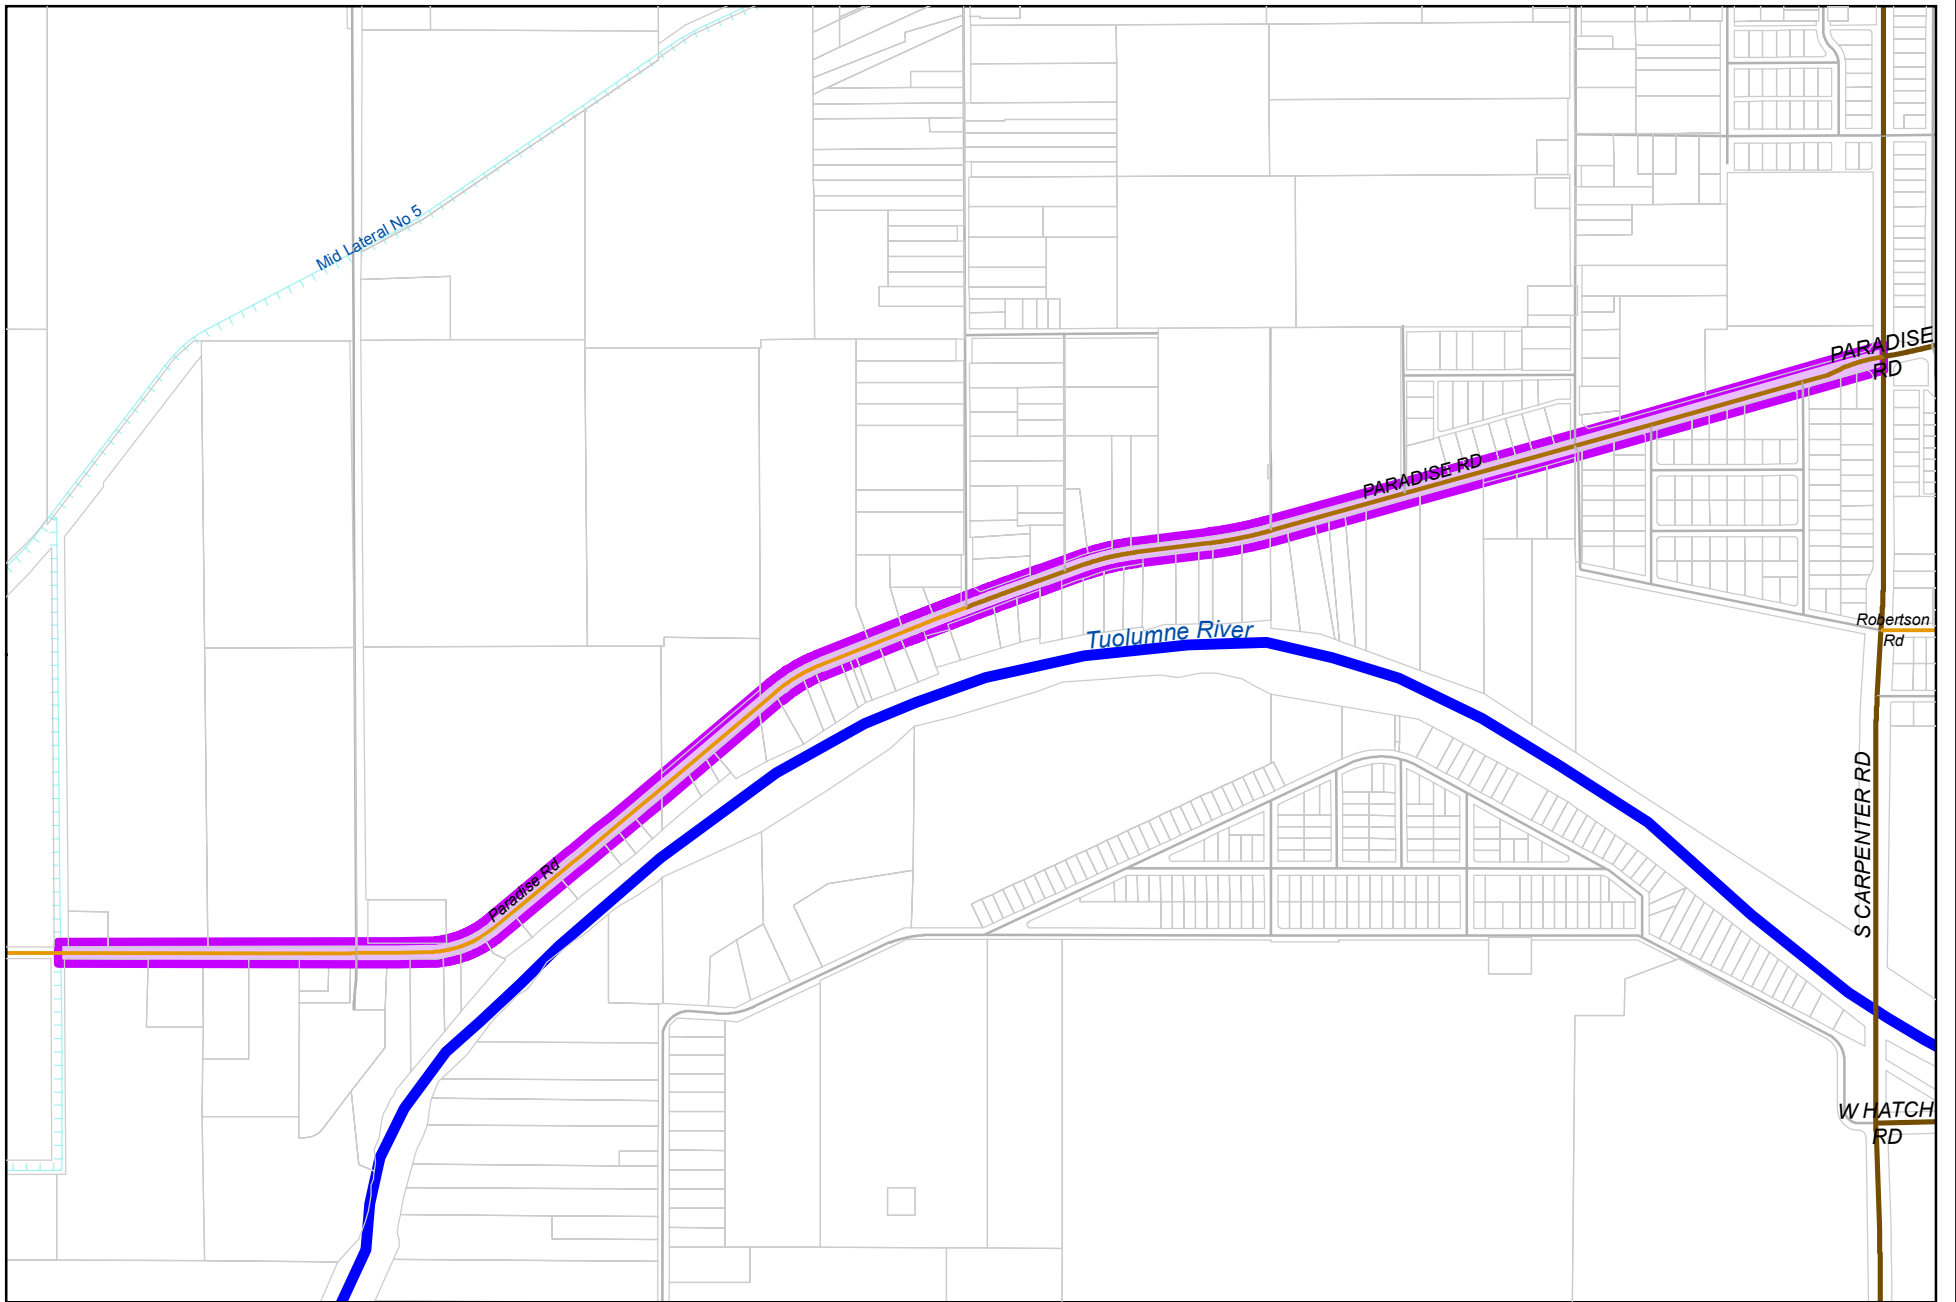 Mid Lateral No 5
PARADISE
RD
PARADISE RD
Tuolumne River
Robertson
Rd
Paradise Rd
S CARPENTER RD
W HATCH
RD